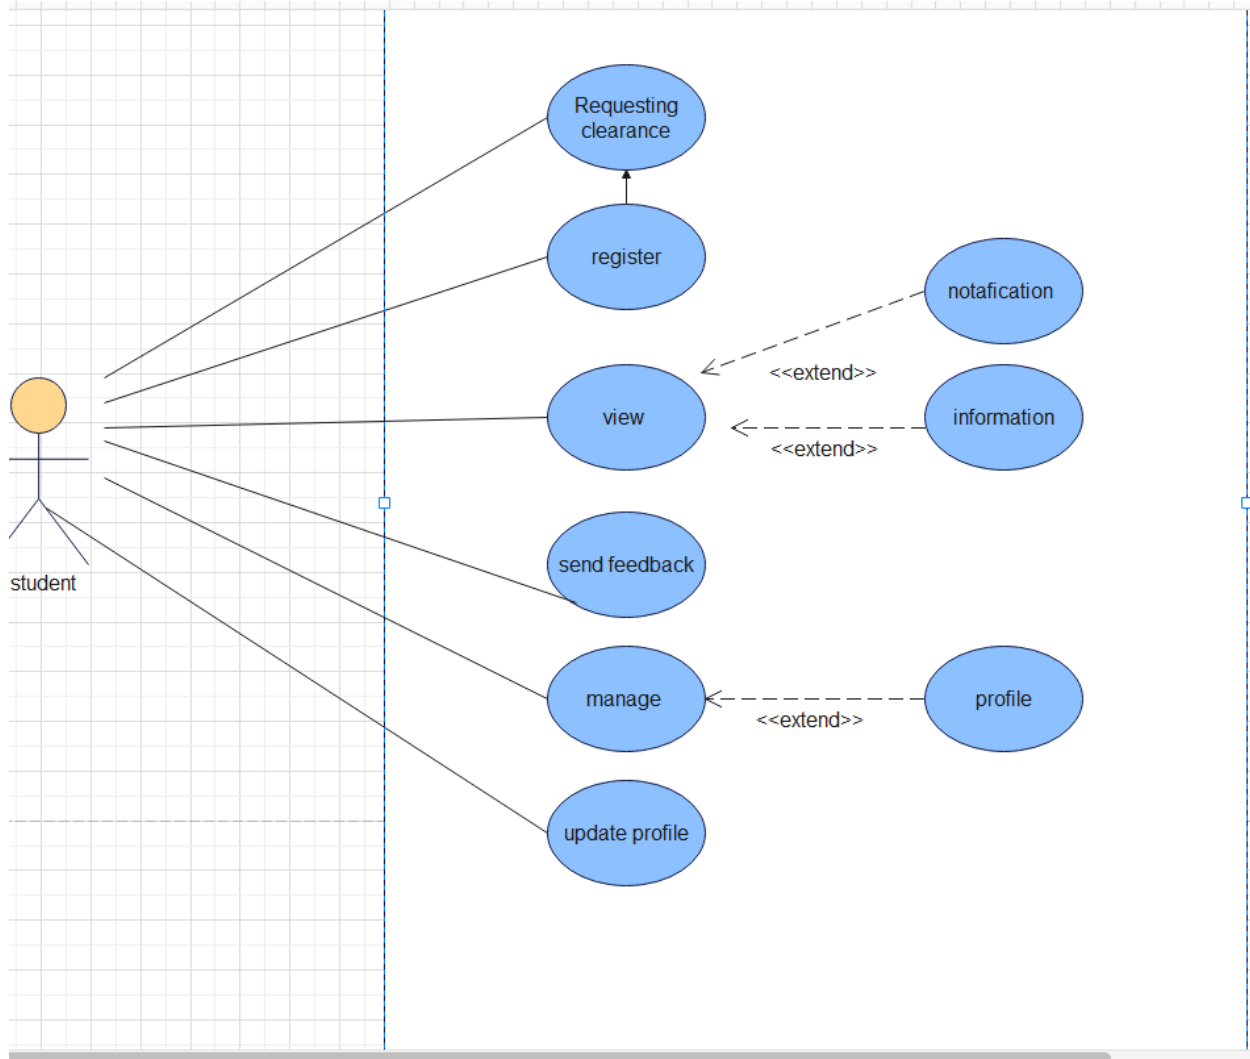 Requesting
clearance
register
notafication
<<extend>>
view
information
<<extend>>
send feedback
student
manage
profile
<<extend>>
update profile